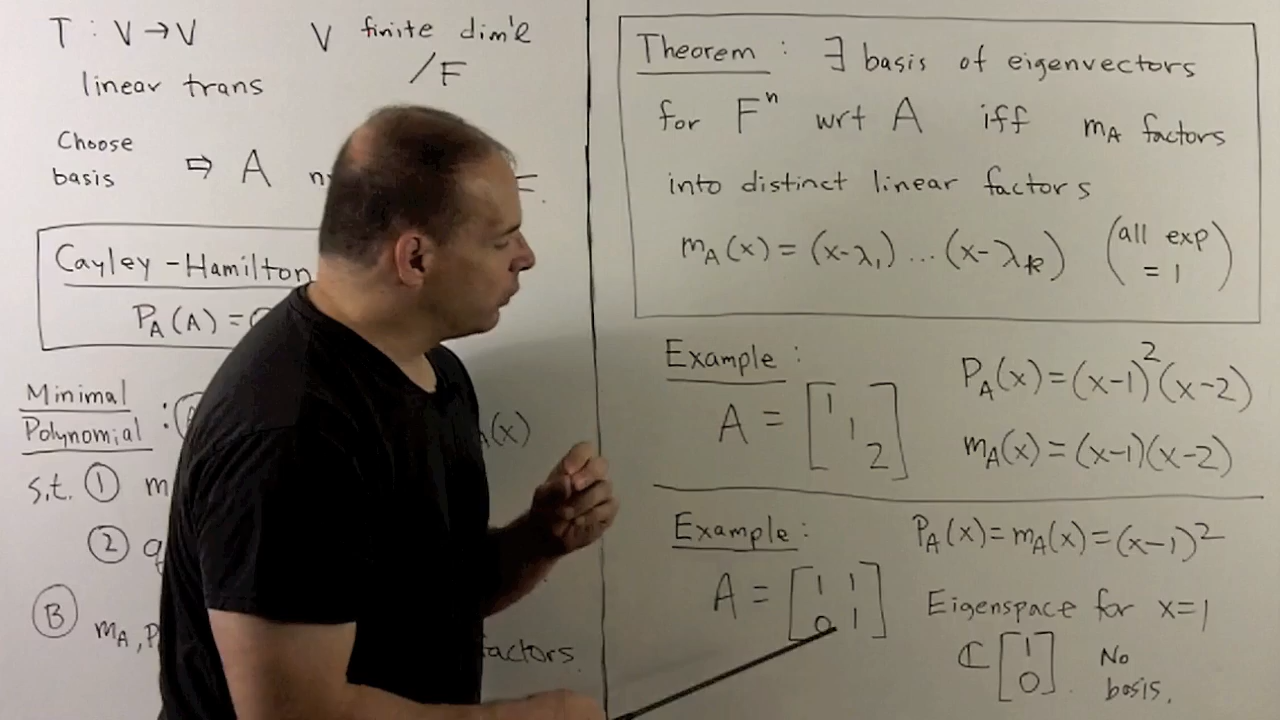 T : V → V V finite dim'l
/F
linear trans
Choose
basis ⇨ A
Cayley-Hamilton
P_A(A) =
Minimal
Polynomial :
(x)
s.t. ① m
② q
Ⓑ m_A, P
factors.
Theorem : ∃ basis of eigenvectors
for Fⁿ wrt A iff m_A factors
into distinct linear factors
m_A(x) = (x-λ₁) ... (x-λ_k) (all exp = 1)
Example :
A = [1 1 2]
P_A(x) = (x-1)²(x-2)
m_A(x) = (x-1)(x-2)
Example :
A = [1 1
0 1]
P_A(x) = m_A(x) = (x-1)²
Eigenspace for x=1
ℂ [1
0] . No
basis.